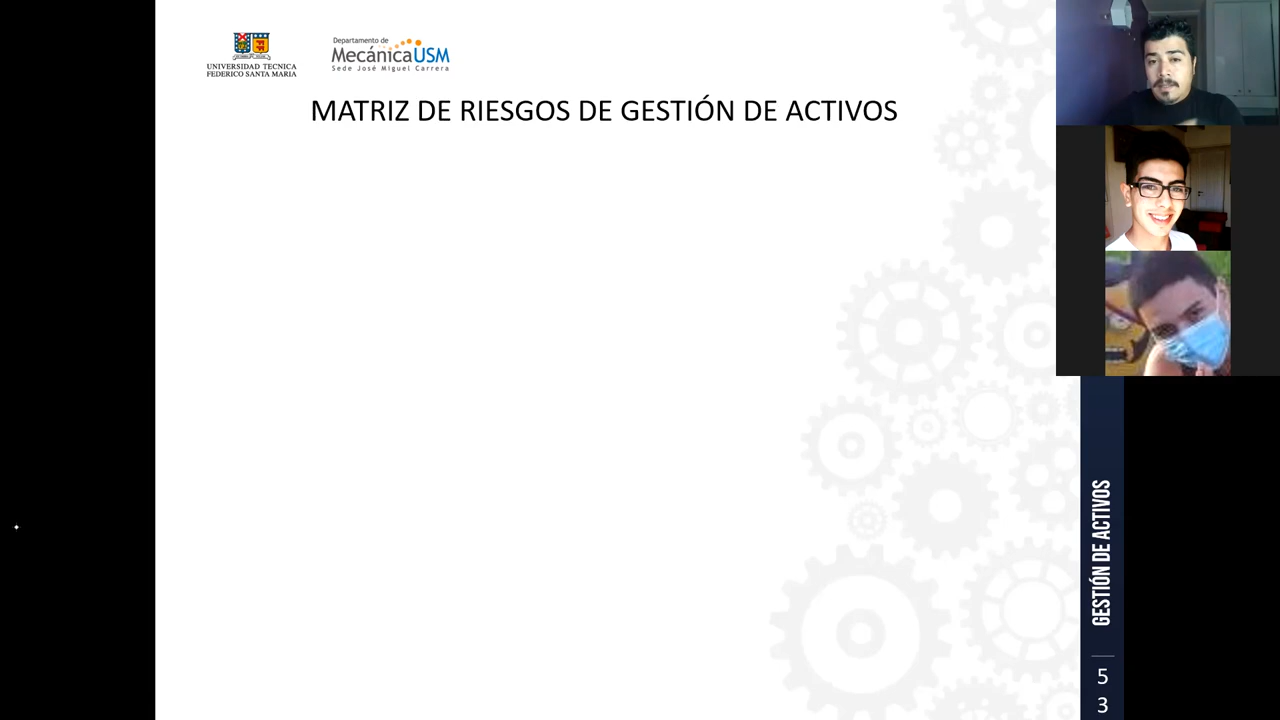 UNIVERSIDAD TECNICA
FEDERICO SANTA MARIA
Departamento de
MecánicaUSM
Sede José Miguel Carrera
MATRIZ DE RIESGOS DE GESTIÓN DE ACTIVOS
GESTIÓN DE ACTIVOS
5
3